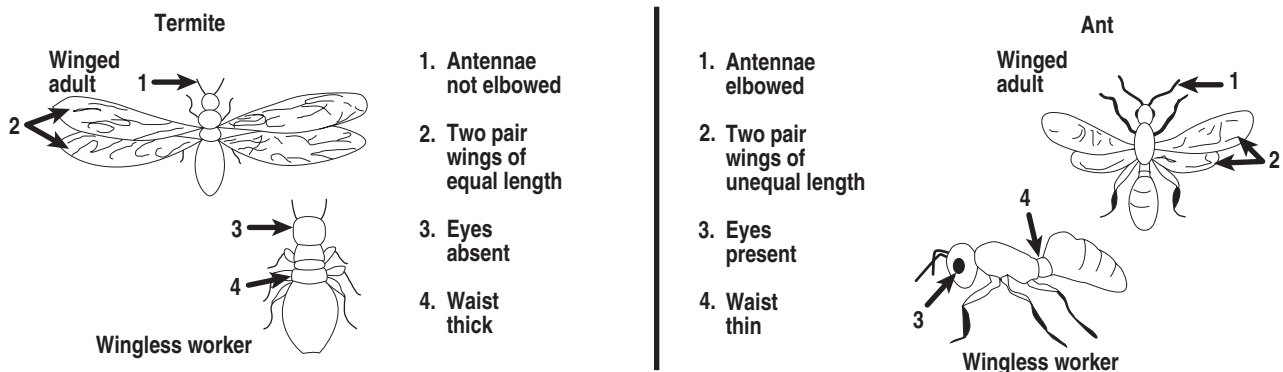 Termite
Winged
adult
1
2
3
4
Wingless worker
1. Antennae
not elbowed
2. Two pair
wings of
equal length
3. Eyes
absent
4. Waist
thick
Ant
Winged
adult
1
2
4
3
Wingless worker
1. Antennae
elbowed
2. Two pair
wings of
unequal length
3. Eyes
present
4. Waist
thin